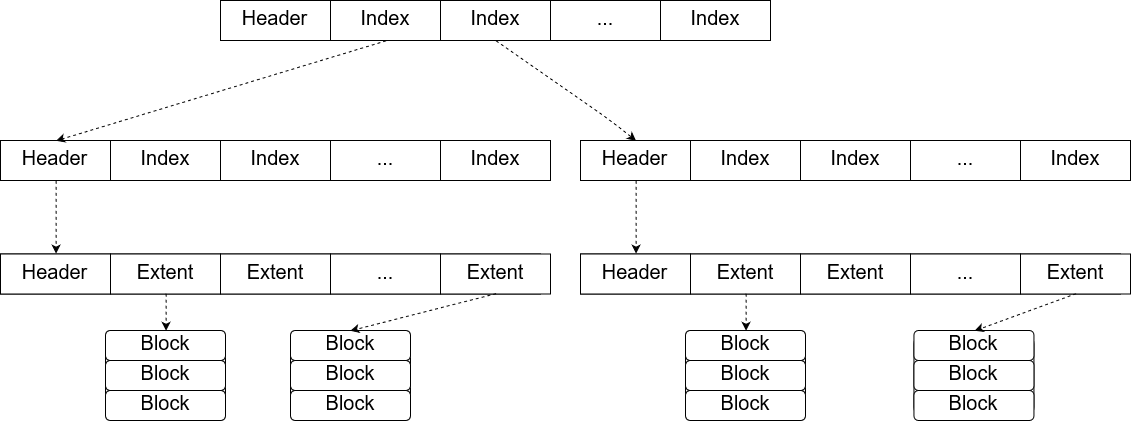 Header Index Index ... Index
Header Index Index ... Index Header Index Index ... Index
Header Extent Extent ... Extent Header Extent Extent ... Extent
Block Block Block Block
Block Block Block Block
Block Block Block Block